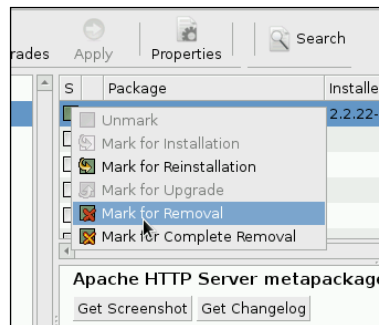 rades Apply Properties Search
S Package Installe
2.2.22-
Unmark
Mark for Installation
Mark for Reinstallation
Mark for Upgrade
Mark for Removal
Mark for Complete Removal
Apache HTTP Server metapackage
Get Screenshot Get Changelog